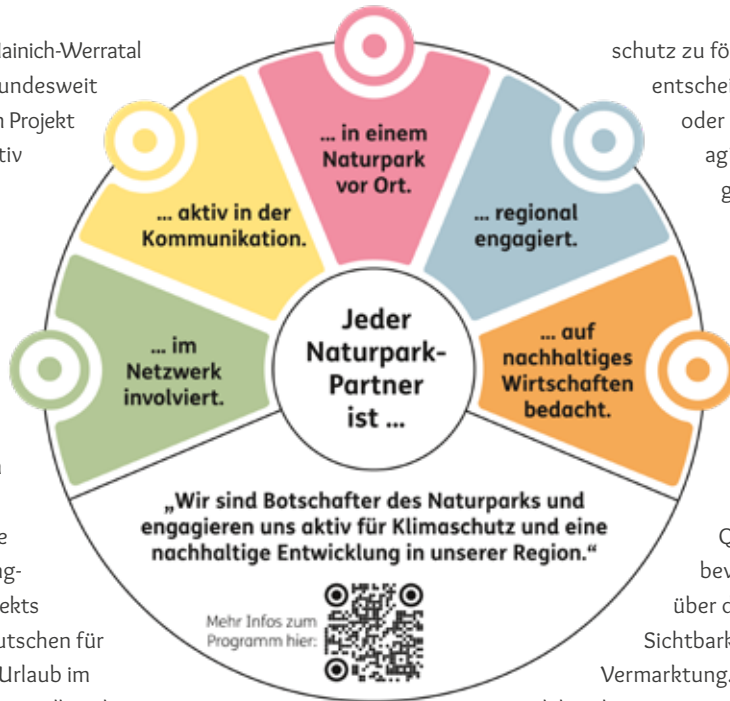 ainich-Werratal
undesweit
Projekt
tiv
e
ng-
ekts
utschen für
Urlaub im
... im
Netzwerk
involviert.
... aktiv in der
Kommunikation.
... in einem
Naturpark
vor Ort.
... regional
engagiert.
... auf
nachhaltiges
Wirtschaften
bedacht.
Jeder
Naturpark-
Partner
ist ...
„Wir sind Botschafter des Naturparks und
engagieren uns aktiv für Klimaschutz und eine
nachhaltige Entwicklung in unserer Region.“
Mehr Infos zum
Programm hier:
schutz zu fö
entschei
oder
ag
g
Q
bev
über d
Sichtbark
Vermarktung.